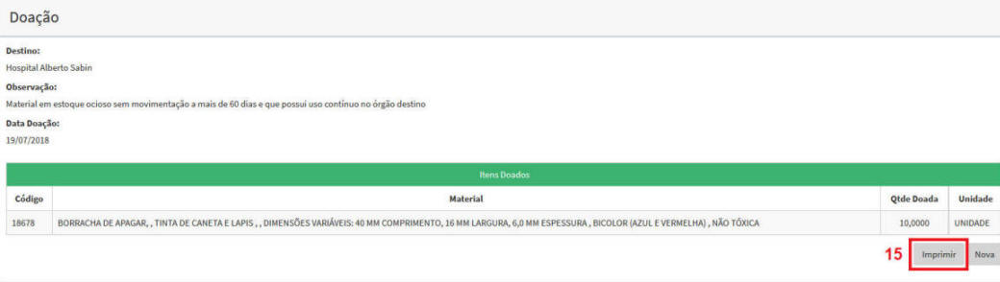 Doação
Destino:
Hospital Alberto Sabin
Observação:
Material em estoque ocioso sem movimentação a mais de 60 dias e que possui uso contínuo no órgão destino
Data Doação:
19/07/2018
Itens Doados
Código Material Qtde Doada Unidade
18678 BORRACHA DE APAGAR, , TINTA DE CANETA E LAPIS , , DIMENSÕES VARIÁVEIS: 40 MM COMPRIMENTO, 16 MM LARGURA, 6,0 MM ESPESSURA , BICOLOR (AZUL E VERMELHA) , NÃO TÓXICA 10,0000 UNIDADE
15 Imprimir Nova